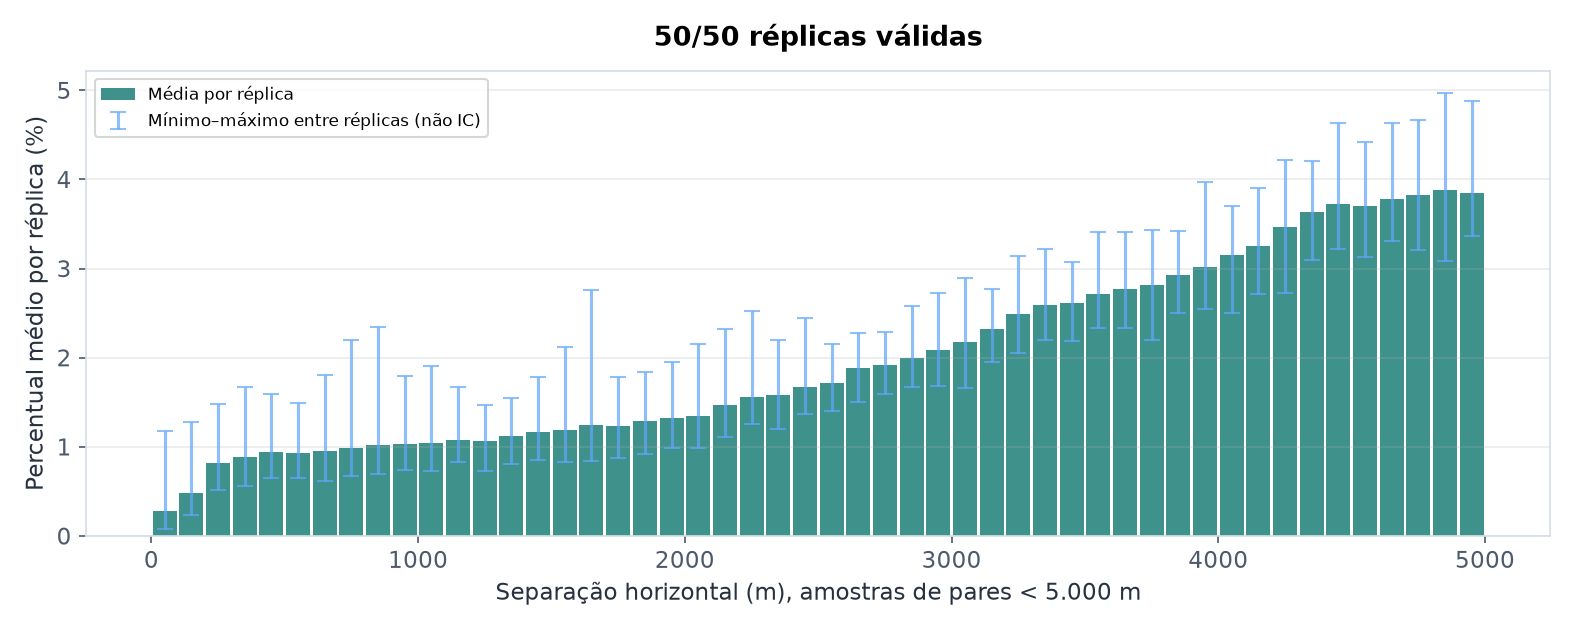 50/50 réplicas válidas
Média por réplica
Mínimo–máximo entre réplicas (não IC)
Percentual médio por réplica (%)
5
4
3
2
1
0
0 1000 2000 3000 4000 5000
Separação horizontal (m), amostras de pares < 5.000 m